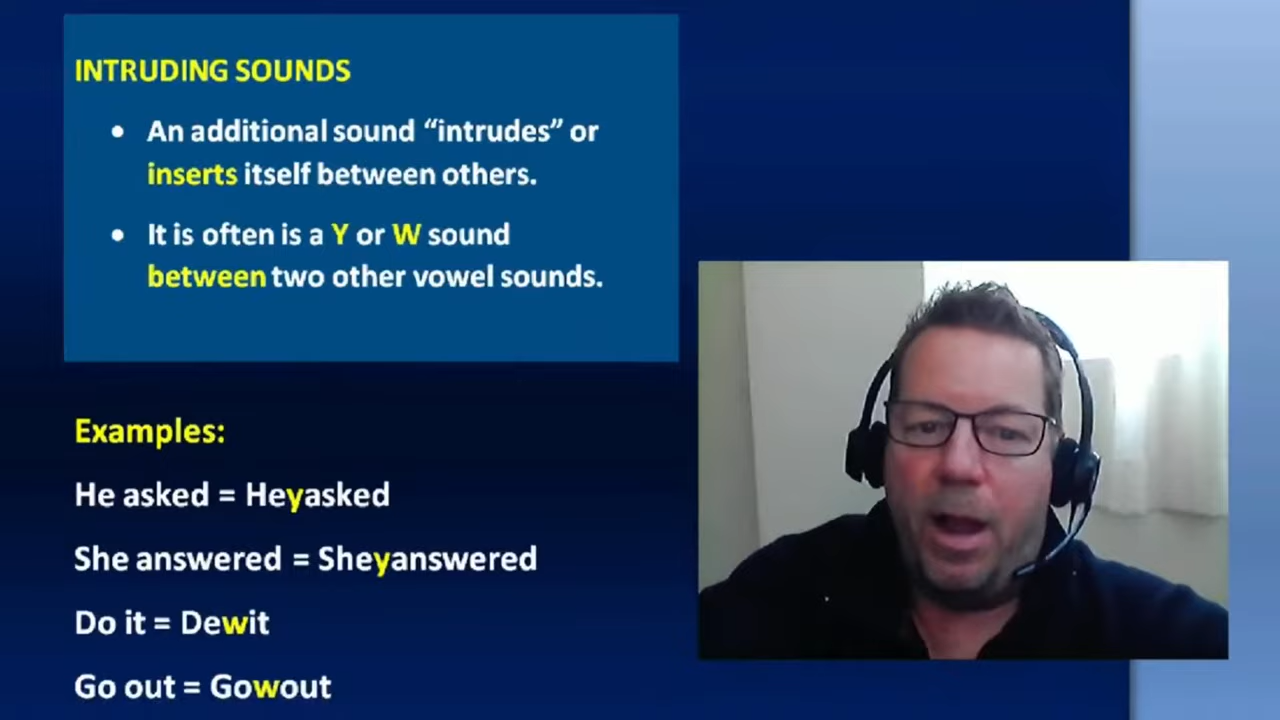 INTRUDING SOUNDS
• An additional sound “intrudes” or
inserts itself between others.
• It is often is a Y or W sound
between two other vowel sounds.
Examples:
He asked = Heyasked
She answered = Sheyanswered
Do it = Dewit
Go out = Gowout